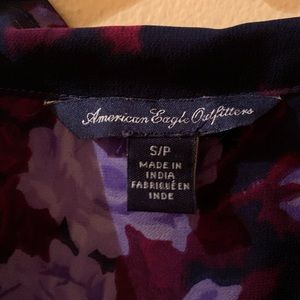 American Eagle Outfitters
S/P
MADE IN
INDIA
FABRIQUÉ EN
INDE